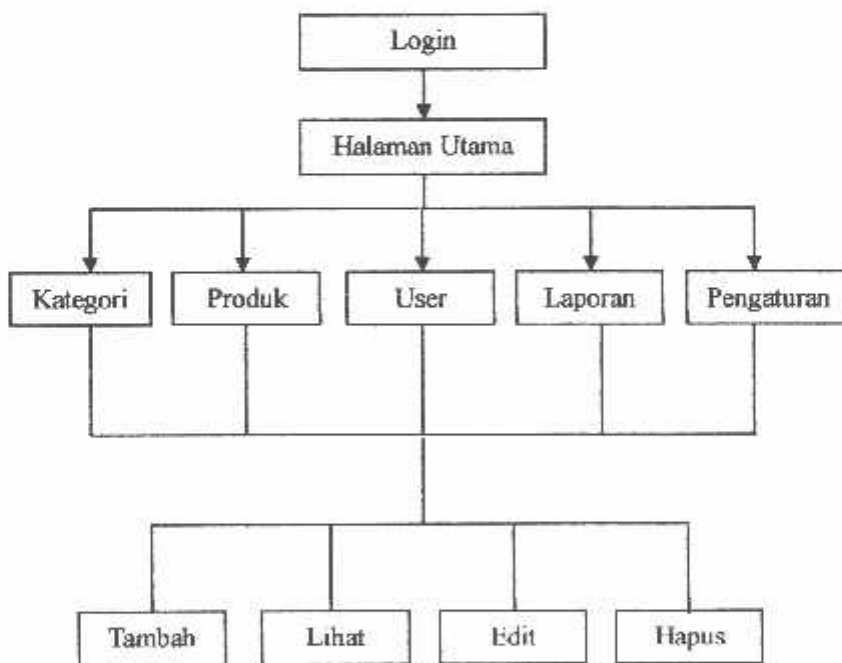 Login
Halaman Utama
Kategori
Produk
User
Laporan
Pengaturan
Tambah
Lihat
Edit
Hapus